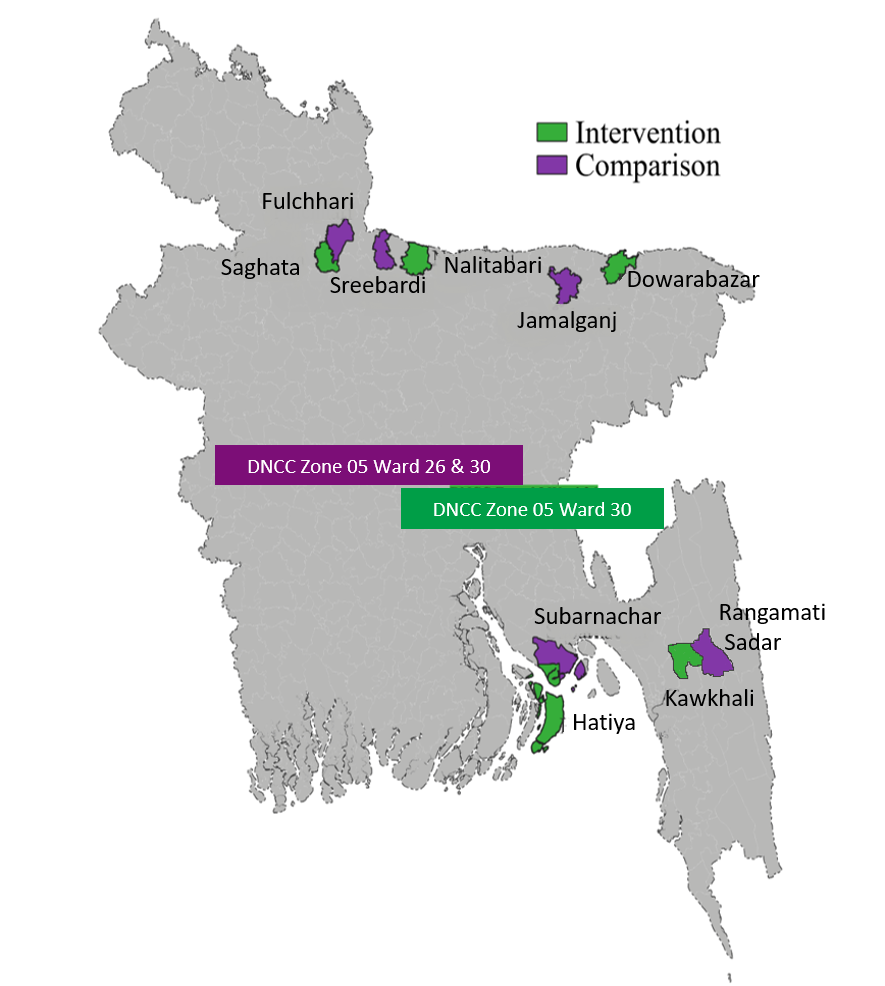 Intervention
Comparison
Fulchhari
Saghata
Sreebardi
Nalitabari
Dowarabazar
Jamalganj
DNCC Zone 05 Ward 26 & 30
DNCC Zone 05 Ward 30
Subarnachar
Rangamati
Sadar
Kawkhali
Hatiya